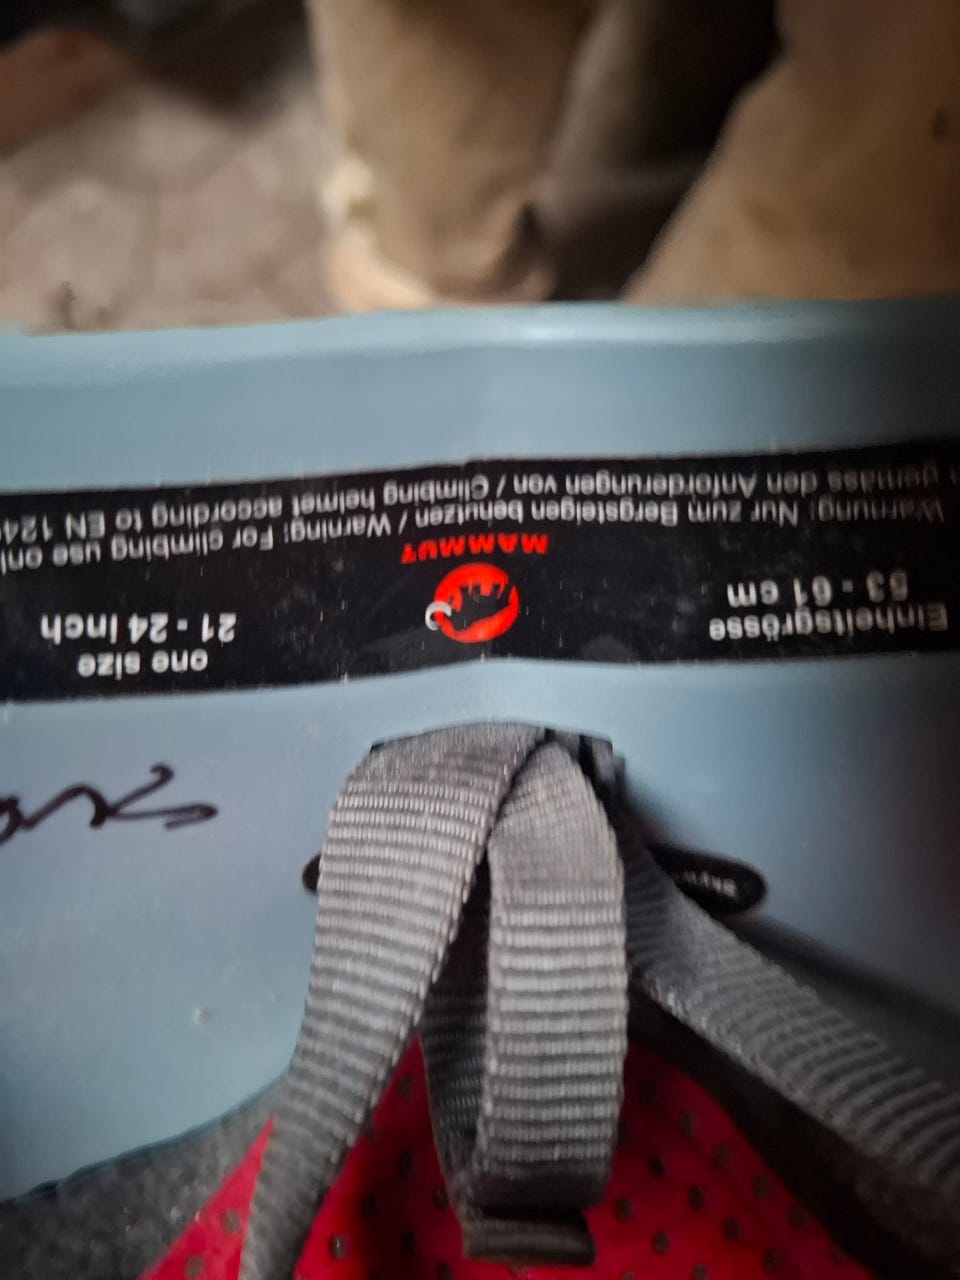 gemäss den Anforderungen von / Climbing helmet according to EN
Warnung: Nur zum Bergsteigen benutzen / Warning: For climbing use
MAMMUT
53 - 61 cm
Einheitsgrösse
21 - 24 inch
one size